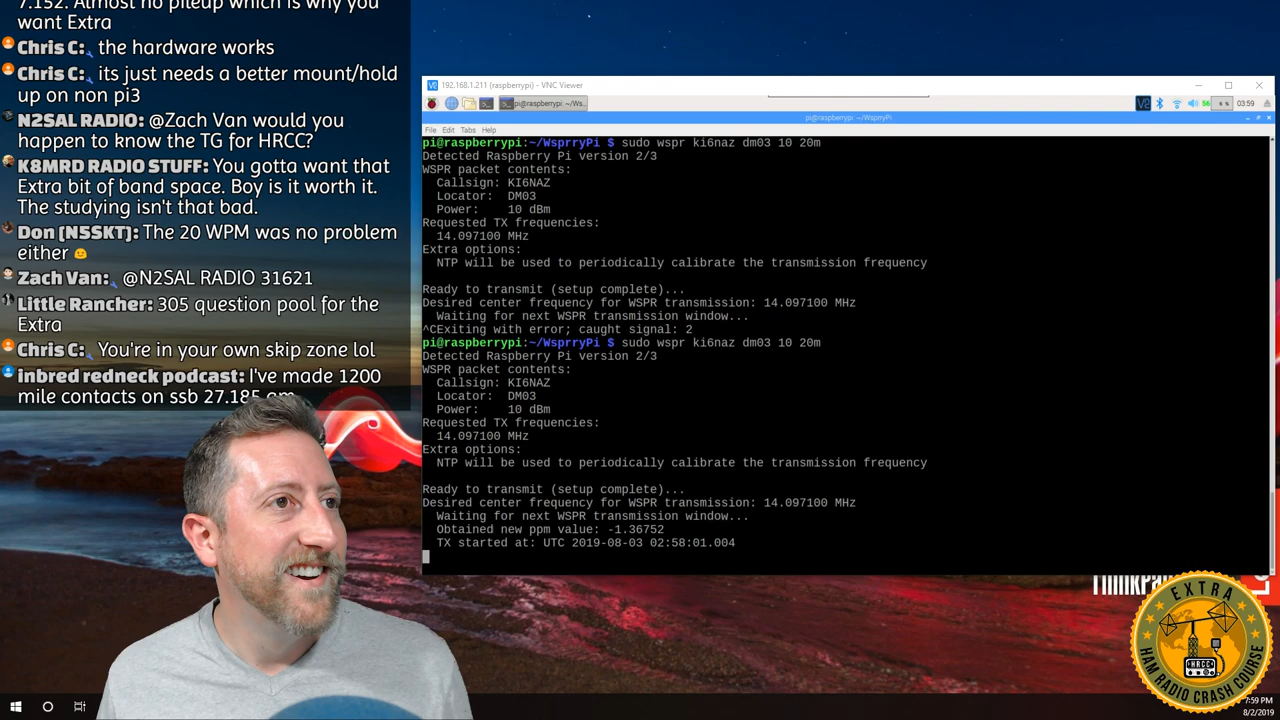 7.152. Almost no pileup which is why you
want Extra
Chris C: the hardware works
Chris C: its just needs a better mount/hold
up on non pi3
N2SAL RADIO: @Zach Van would you
happen to know the TG for HRCC?
K8MRD RADIO STUFF: You gotta want that
Extra bit of band space. Boy is it worth it.
The studying isn't that bad.
Don (N5SKT): The 20 WPM was no problem
either
Zach Van: @N2SAL RADIO 31621
Little Rancher: 305 question pool for the
Extra
Chris C: You're in your own skip zone lol
inbred redneck podcast: I've made 1200
mile contacts on ssb 27.185 am
192.168.1.211 (raspberrypi) - VNC Viewer
pi@raspberrypi: ~/Ws...
56
6 %
03:59
pi@raspberrypi: ~/WsprryPi
File Edit Tabs Help
pi@raspberrypi:~/WsprryPi $ sudo wspr ki6naz dm03 10 20m
Detected Raspberry Pi version 2/3
WSPR packet contents:
Callsign: KI6NAZ
Locator: DM03
Power: 10 dBm
Requested TX frequencies:
14.097100 MHz
Extra options:
NTP will be used to periodically calibrate the transmission frequency
Ready to transmit (setup complete)...
Desired center frequency for WSPR transmission: 14.097100 MHz
Waiting for next WSPR transmission window...
^CExiting with error; caught signal: 2
pi@raspberrypi:~/WsprryPi $ sudo wspr ki6naz dm03 10 20m
Detected Raspberry Pi version 2/3
WSPR packet contents:
Callsign: KI6NAZ
Locator: DM03
Power: 10 dBm
Requested TX frequencies:
14.097100 MHz
Extra options:
NTP will be used to periodically calibrate the transmission frequency
Ready to transmit (setup complete)...
Desired center frequency for WSPR transmission: 14.097100 MHz
Waiting for next WSPR transmission window...
Obtained new ppm value: -1.36752
TX started at: UTC 2019-08-03 02:58:01.004
EXTRA
HRCC
HAM RADIO CRASH COURSE
7:59 PM
8/2/2019